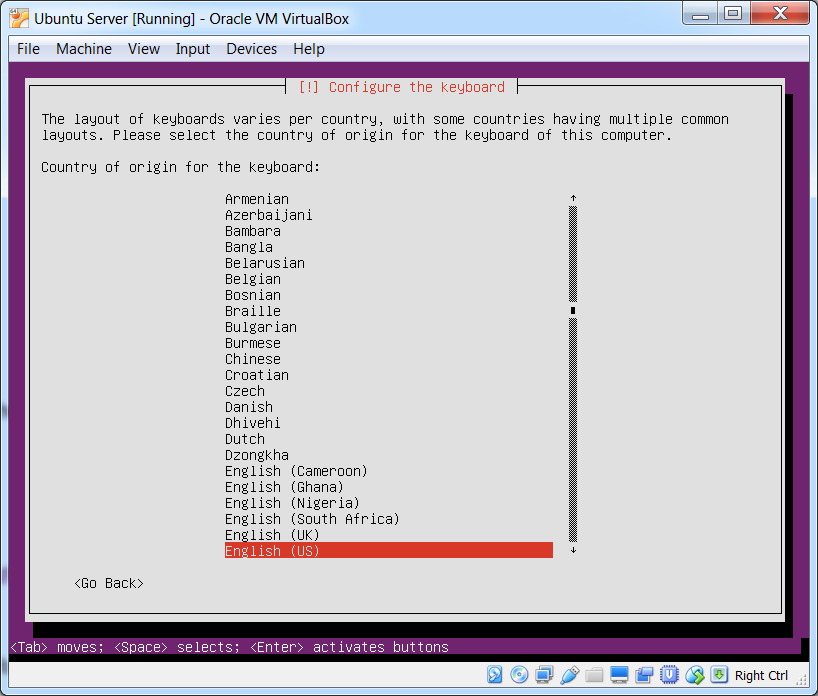 Ubuntu Server [Running] - Oracle VM VirtualBox
File Machine View Input Devices Help
[!] Configure the keyboard
The layout of keyboards varies per country, with some countries having multiple common
layouts. Please select the country of origin for the keyboard of this computer.
Country of origin for the keyboard:
Armenian
Azerbaijani
Bambara
Bangla
Belarusian
Belgian
Bosnian
Braille
Bulgarian
Burmese
Chinese
Croatian
Czech
Danish
Dhivehi
Dutch
Dzongkha
English (Cameroon)
English (Ghana)
English (Nigeria)
English (South Africa)
English (UK)
English (US)
<Go Back>
<Tab> moves; <Space> selects; <Enter> activates buttons
Right Ctrl